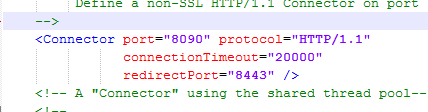 Define a non-SSL HTTP/1.1 Connector on port
-->
<Connector port="8090" protocol="HTTP/1.1"
connectionTimeout="20000"
redirectPort="8443" />
<!-- A "Connector" using the shared thread pool--
<!--